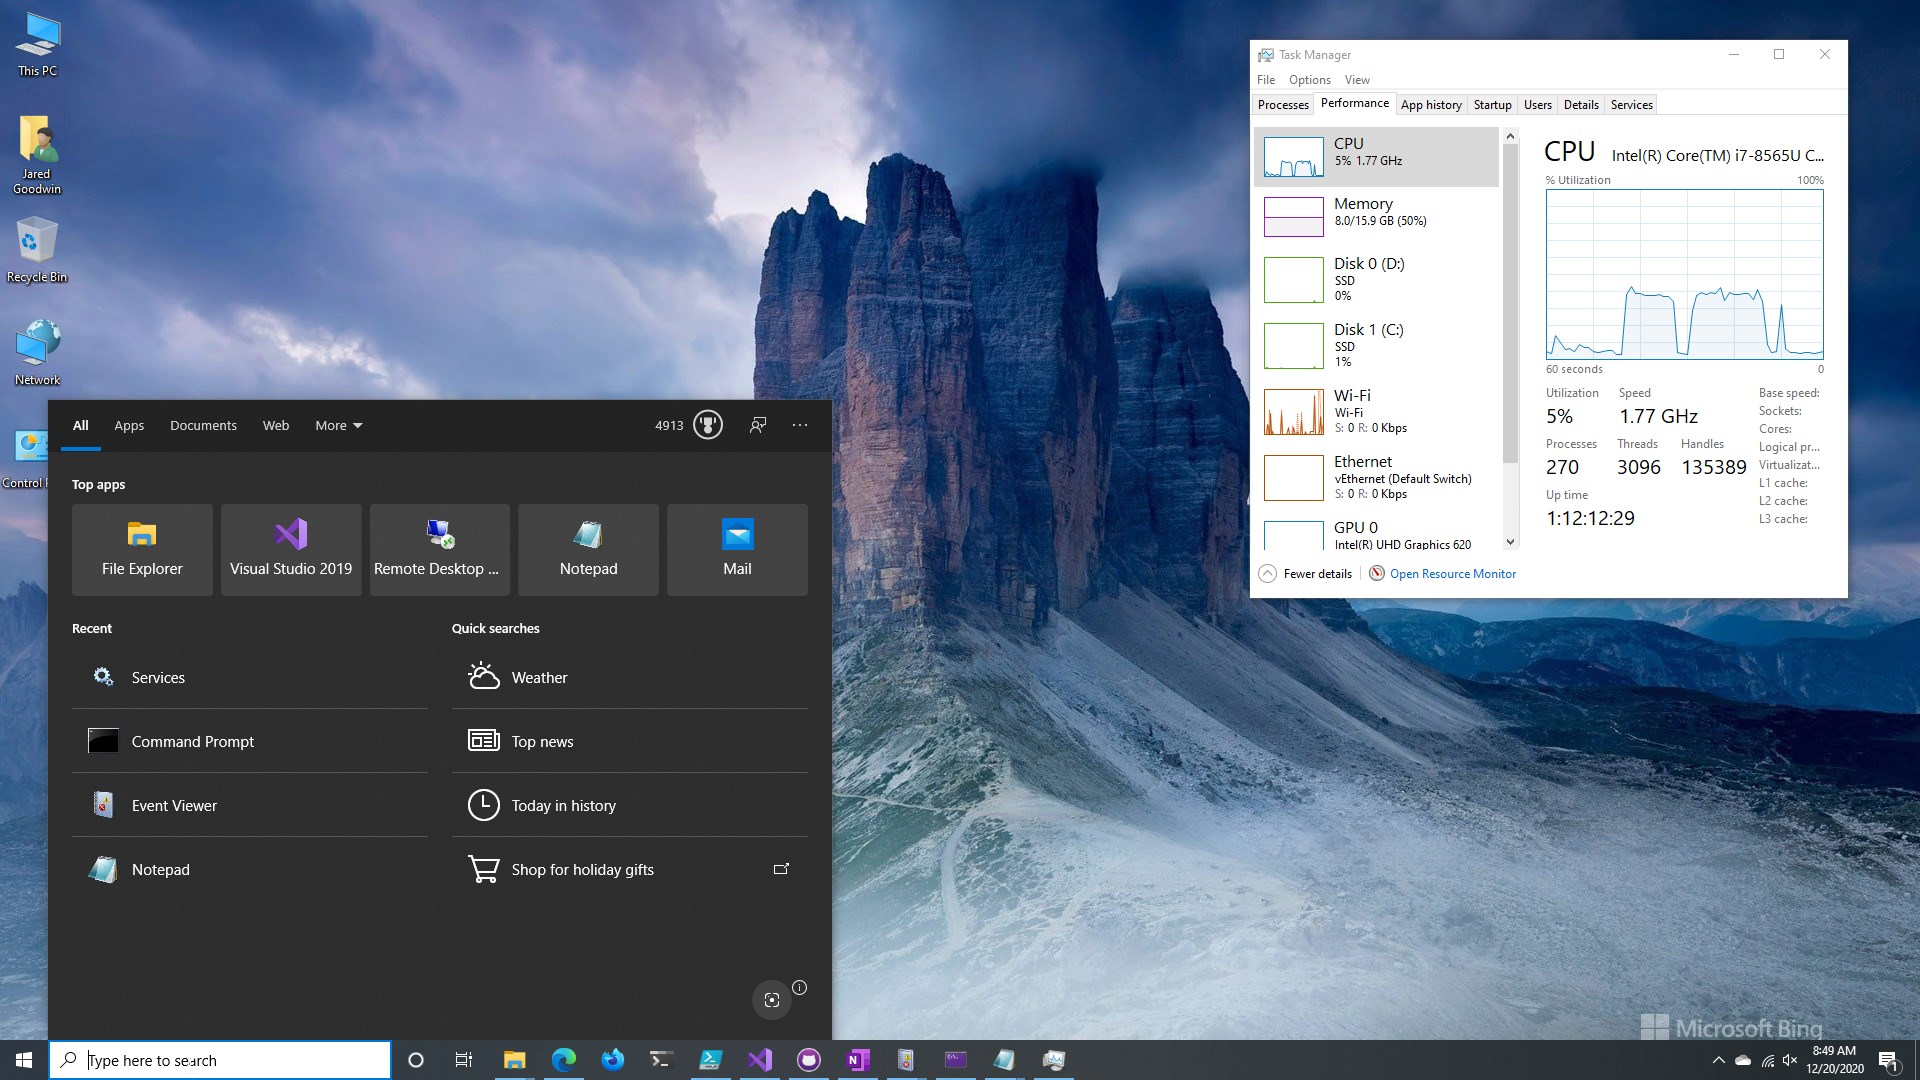 This PC
Jared
Goodwin
Recycle Bin
Network
Control
All
Apps
Documents
Web
More
4913
Top apps
File Explorer
Visual Studio 2019
Remote Desktop ...
Notepad
Mail
Recent
Services
Command Prompt
Event Viewer
Notepad
Quick searches
Weather
Top news
Today in history
Shop for holiday gifts
Type here to search
Task Manager
File
Options
View
Processes
Performance
App history
Startup
Users
Details
Services
CPU
5% 1.77 GHz
Memory
8.0/15.9 GB (50%)
Disk 0 (D:)
SSD
0%
Disk 1 (C:)
SSD
1%
Wi-Fi
Wi-Fi
S: 0 R: 0 Kbps
Ethernet
vEthernet (Default Switch)
S: 0 R: 0 Kbps
GPU 0
Intel(R) UHD Graphics 620
CPU
Intel(R) Core(TM) i7-8565U C...
% Utilization
100%
60 seconds
0
Utilization
5%
Speed
1.77 GHz
Processes
270
Threads
3096
Handles
135389
Up time
1:12:12:29
Base speed:
Sockets:
Cores:
Logical pr...
Virtualizat...
L1 cache:
L2 cache:
L3 cache:
Fewer details
Open Resource Monitor
Microsoft Bing
8:49 AM
12/20/2020
1